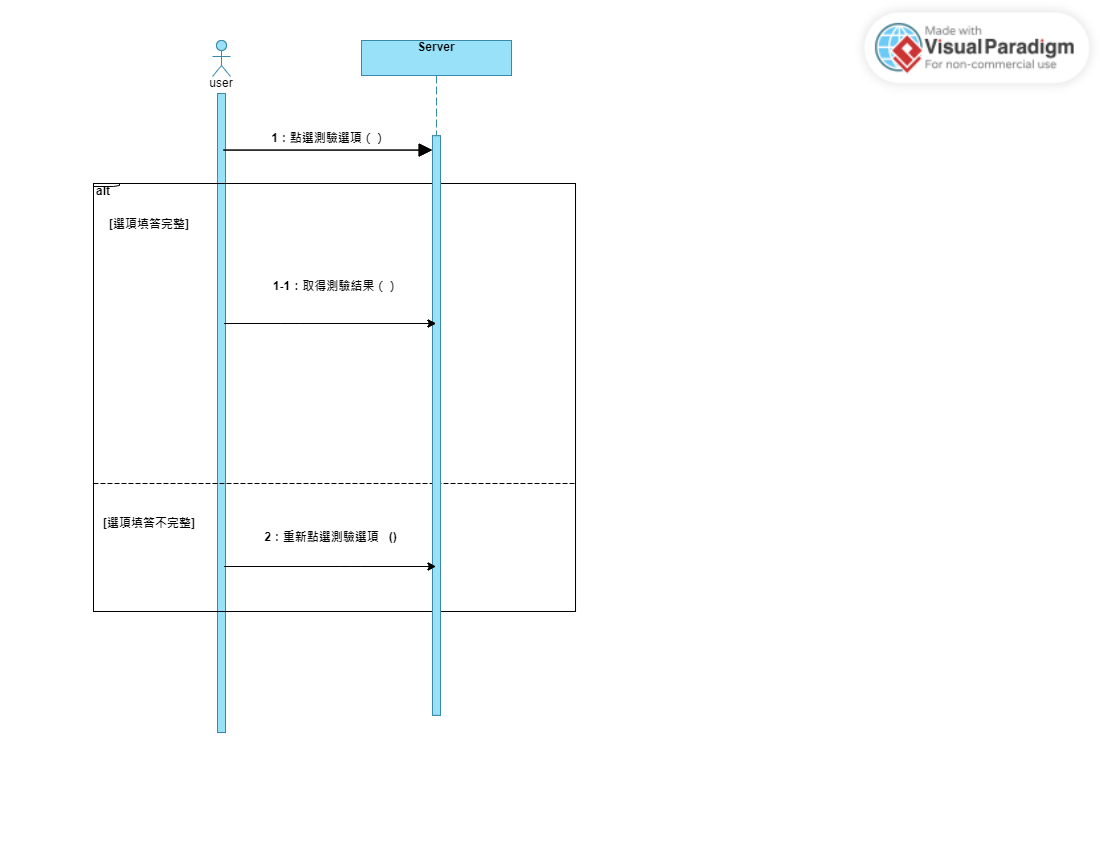 Made with
Visual Paradigm
For non-commercial use
Server
user
1：點選測驗選項（ ）
alt
[選項填答完整]
1-1：取得測驗結果（ ）
[選項填答不完整]
2：重新點選測驗選項 ()